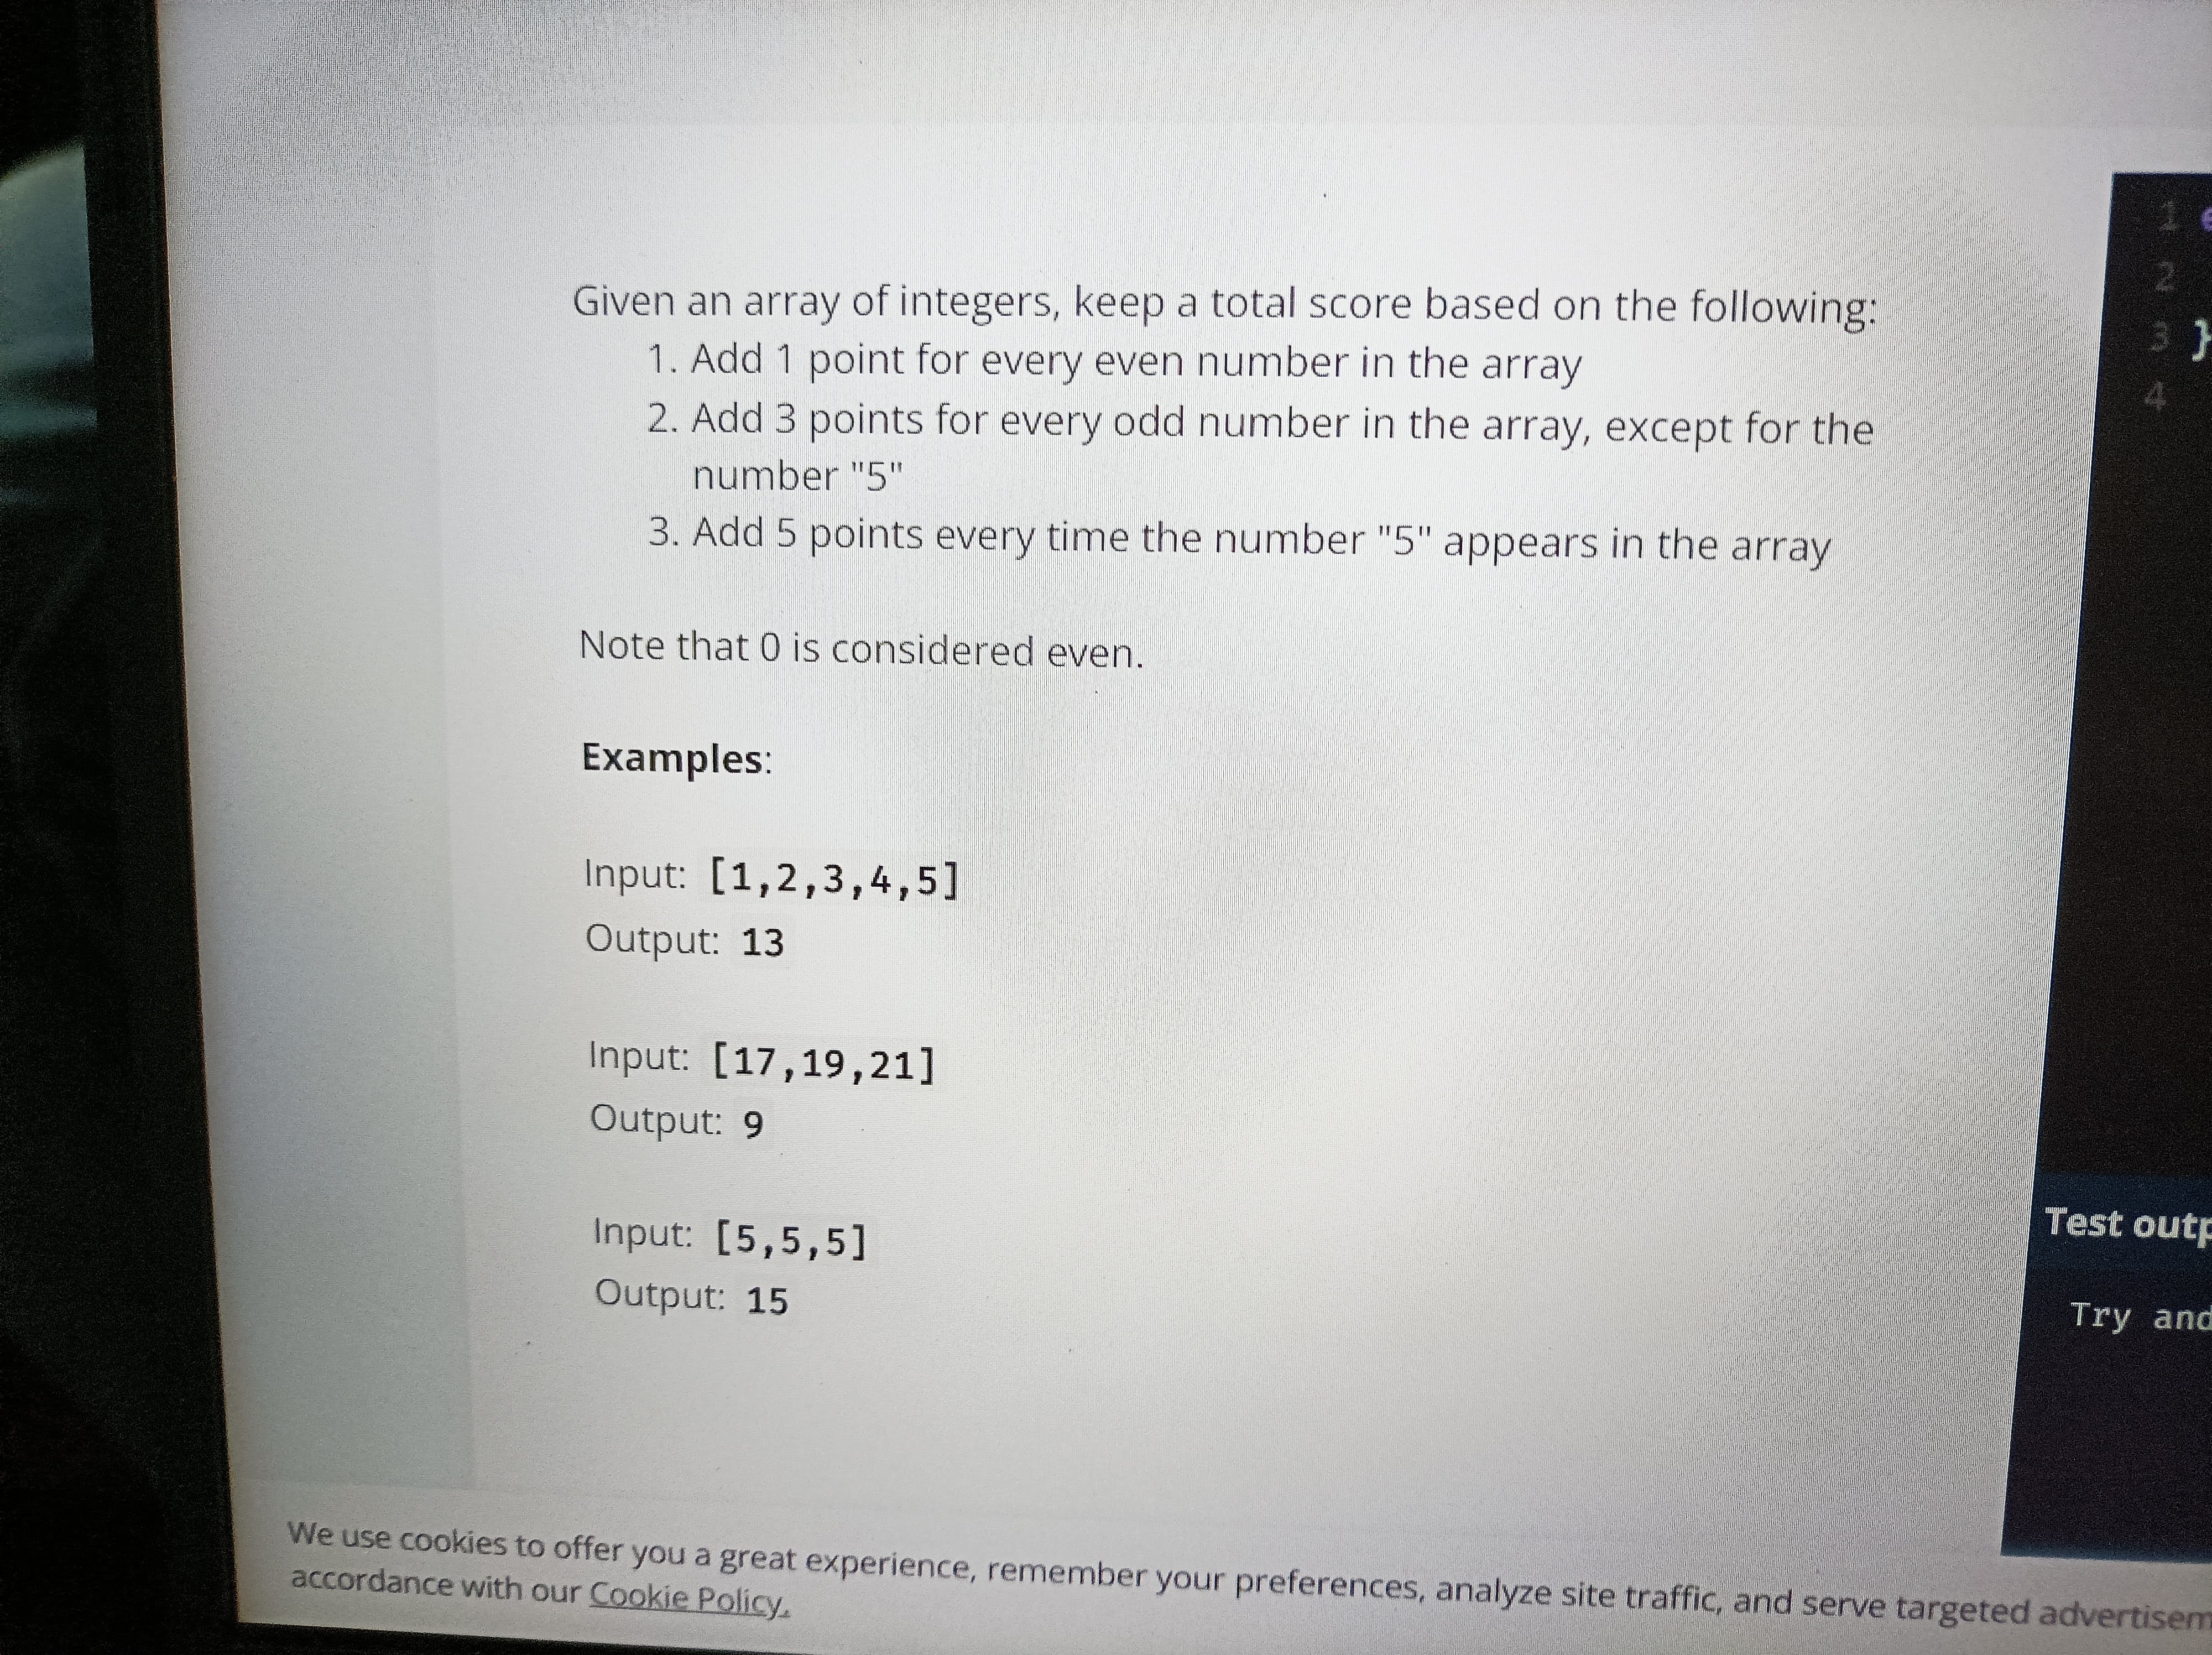 Given an array of integers, keep a total score based on the following:
1. Add 1 point for every even number in the array
2. Add 3 points for every odd number in the array, except for the
number "5"
3. Add 5 points every time the number "5" appears in the array
Note that 0 is considered even.
Examples:
Input: [1,2,3,4,5]
Output: 13
Input: [17,19,21]
Output: 9
Input: [5,5,5]
Output: 15
1
2
3 }
4
Test
Try and
We use cookies to offer you a great experience, remember your preferences, analyze site traffic, and serve targeted
accordance with our Cookie Policy.